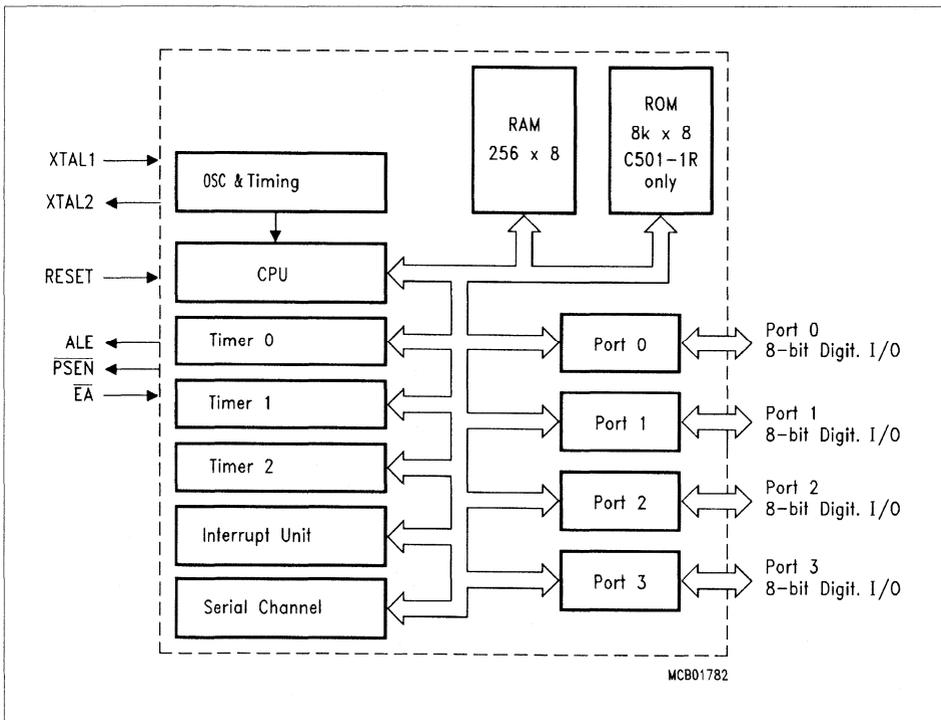 RAM
256 x 8
ROM
8k x 8
C501-1R
only
XTAL1
XTAL2
OSC & Timing
RESET
CPU
ALE
PSEN
EA
Timer 0
Timer 1
Timer 2
Interrupt Unit
Serial Channel
Port 0
Port 0
8-bit Digit. I/O
Port 1
Port 1
8-bit Digit. I/O
Port 2
Port 2
8-bit Digit. I/O
Port 3
Port 3
8-bit Digit. I/O
MCB01782